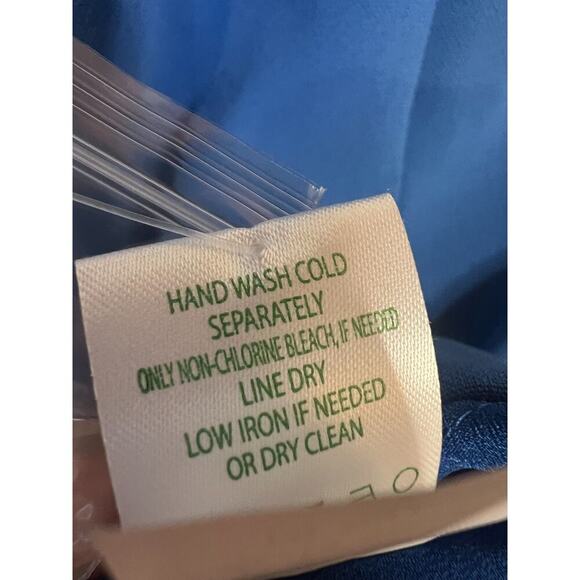 HAND WASH COLD
SEPARATELY
ONLY NON-CHLORINE BLEACH, IF NEEDED
LINE DRY
LOW IRON IF NEEDED
OR DRY CLEAN